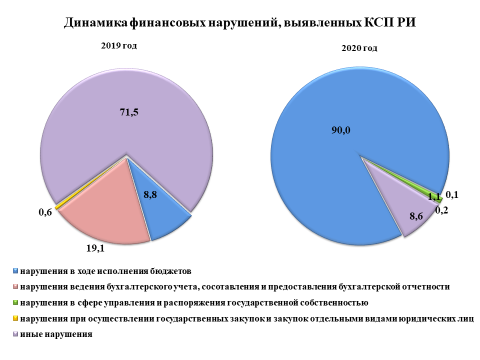 Динамика финансовых нарушений, выявленных КСП РИ
2019 год
2020 год
71,5
8,8
19,1
0,6
90,0
1,1
0,1
0,2
8,6
нарушения в ходе исполнения бюджетов
нарушения ведения бухгалтерского учета, сосотавления и предоставления бухгалтерской отчетности
нарушения в сфере управления и распоряжения государственной собственностью
нарушения при осуществлении государственных закупок и закупок отдельными видами юридических лиц
иные нарушения